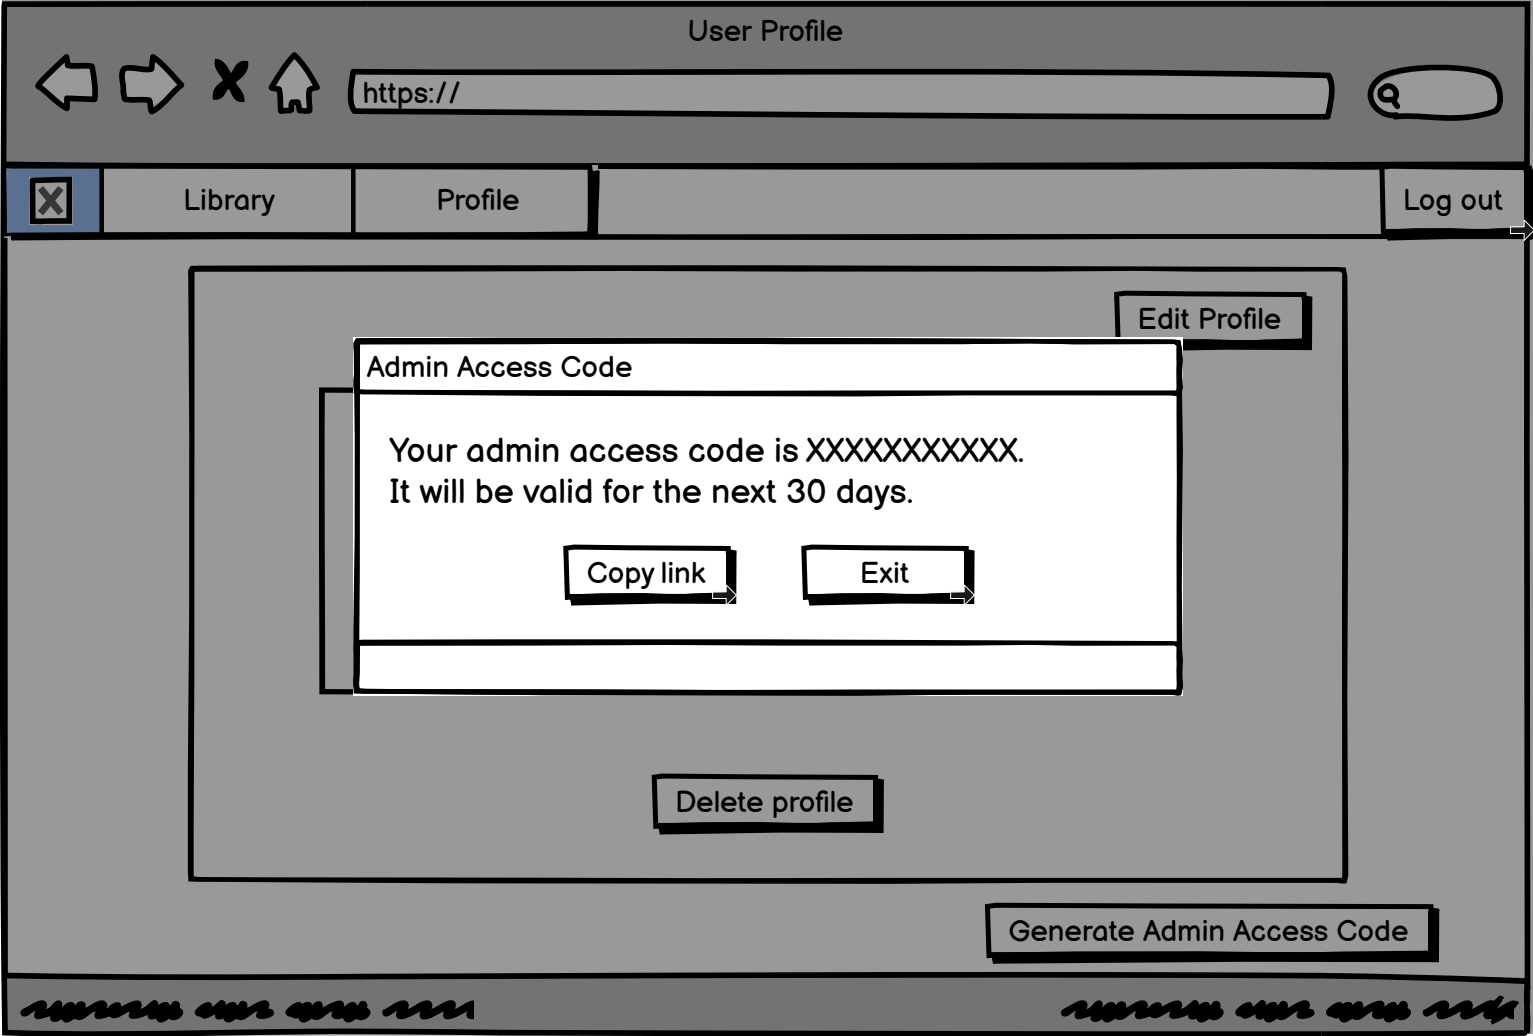 User Profile
https://
Library
Profile
Log out
Edit Profile
Admin Access Code
Your admin access code is XXXXXXXXXXX.
It will be valid for the next 30 days.
Copy link
Exit
Delete profile
Generate Admin Access Code